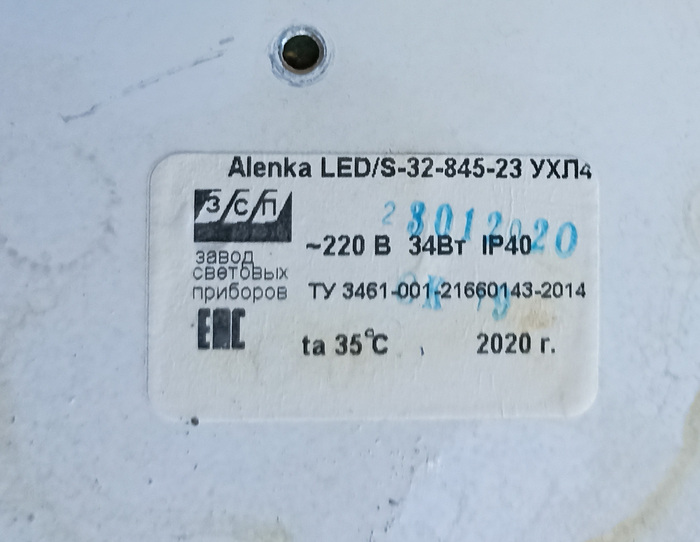 Alenka LED/S-32-845-23 УХЛ4
З/С/П
28012020
~220 В 34Вт IP40
завод
световых
приборов
ТУ 3461-001-21660143-2014
EAC
ta 35°C
2020 г.